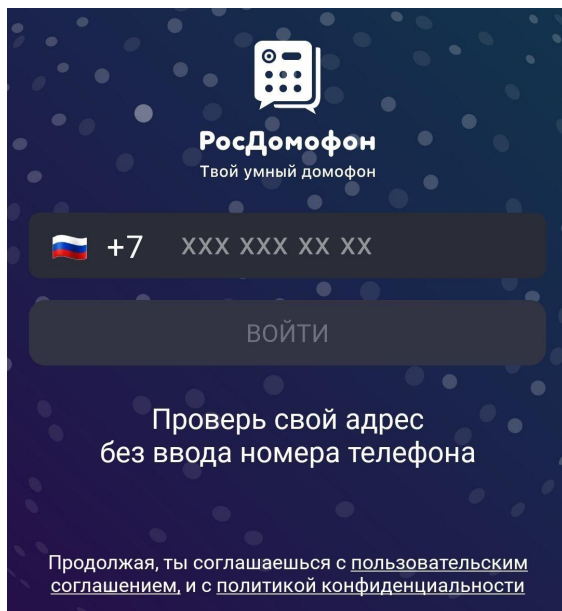 РосДомофон
Твой умный домофон
+7 XXX XXX XX XX
ВОЙТИ
Проверь свой адрес
без ввода номера телефона
Продолжая, ты соглашаешься с пользовательским
соглашением, и с политикой конфиденциальности